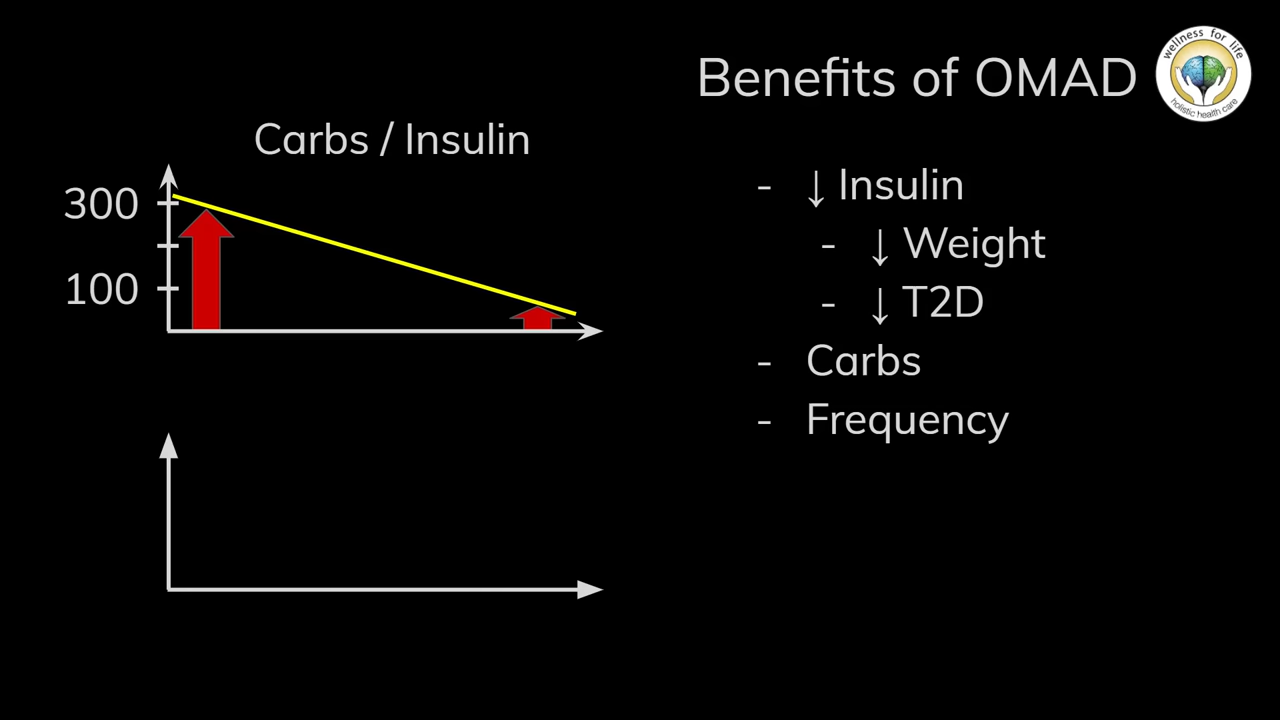 Benefits of OMAD
wellness for life
holistic health care
Carbs / Insulin
300
100
- ↓ Insulin
- ↓ Weight
- ↓ T2D
- Carbs
- Frequency